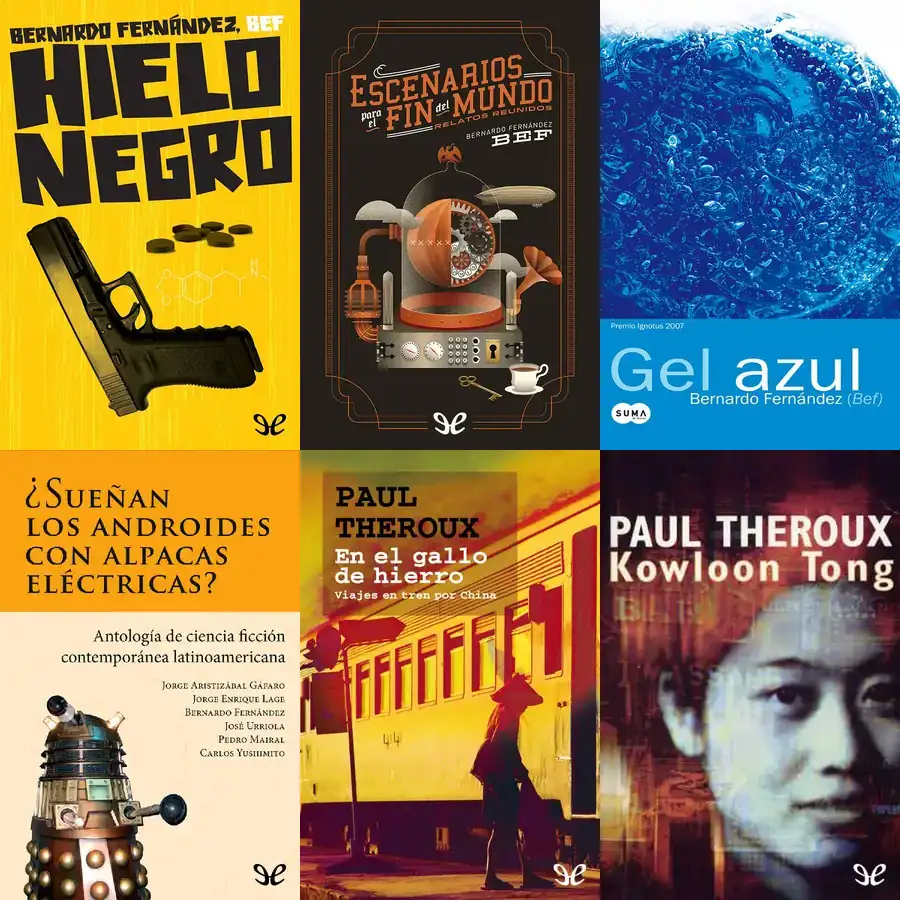 BERNARDO FERNÁNDEZ, BEF
HIELO
NEGRO
ESCENARIOS
para el FIN del MUNDO
RELATOS REUNIDOS
BERNARDO FERNÁNDEZ
BEF
Premio Ignotus 2007
Gel azul
Bernardo Fernández (Bef)
SUMA
¿SUEÑAN
LOS ANDROIDES
CON ALPACAS
ELÉCTRICAS?
Antología de ciencia ficción
contemporánea latinoamericana
JORGE ARISTIZÁBAL GÁFARO
JORGE ENRIQUE LAGE
BERNARDO FERNÁNDEZ
JOSÉ URRIOLA
PEDRO MAIRAL
CARLOS YUSHIMITO
PAUL
THEROUX
En el gallo
de hierro
Viajes en tren por China
PAUL THEROUX
Kowloon Tong